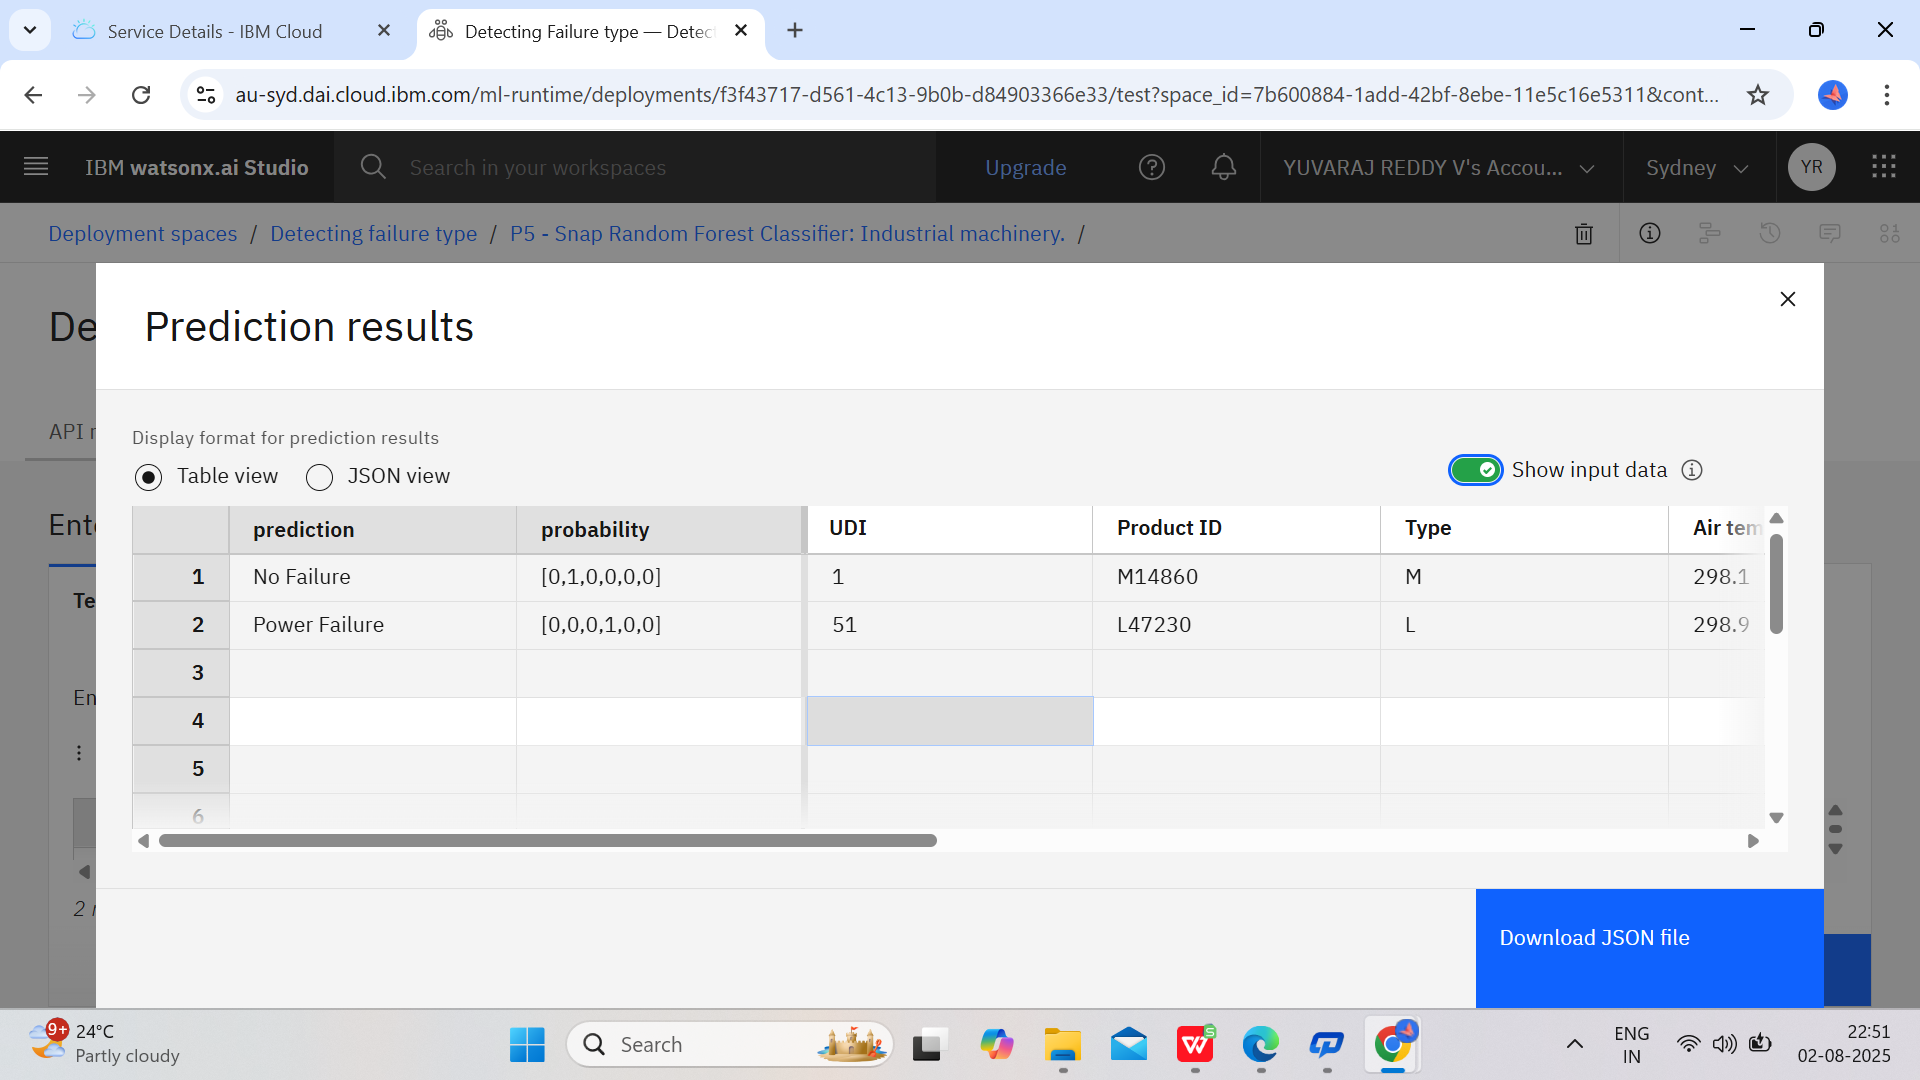 Service Details - IBM Cloud
Detecting Failure type — Detec
au-syd.dai.cloud.ibm.com/ml-runtime/deployments/f3f43717-d561-4c13-9b0b-d84903366e33/test?space_id=7b600884-1add-42bf-8ebe-11e5c16e5311&cont...
IBM watsonx.ai Studio
Search in your workspaces
Upgrade
YUVARAJ REDDY V's Accou...
Sydney
YR
Deployment spaces / Detecting failure type / P5 - Snap Random Forest Classifier: Industrial machinery. /
De
Prediction results
API r
Display format for prediction results
Table view JSON view
Show input data
Ente
prediction probability UDI Product ID Type Air tem
1 No Failure [0,1,0,0,0,0] 1 M14860 M 298.1
Te
2 Power Failure [0,0,0,1,0,0] 51 L47230 L 298.9
3
En
4
5
6
2 r
Download JSON file
9+
24°C
Partly cloudy
Search
ENG
IN
22:51
02-08-2025